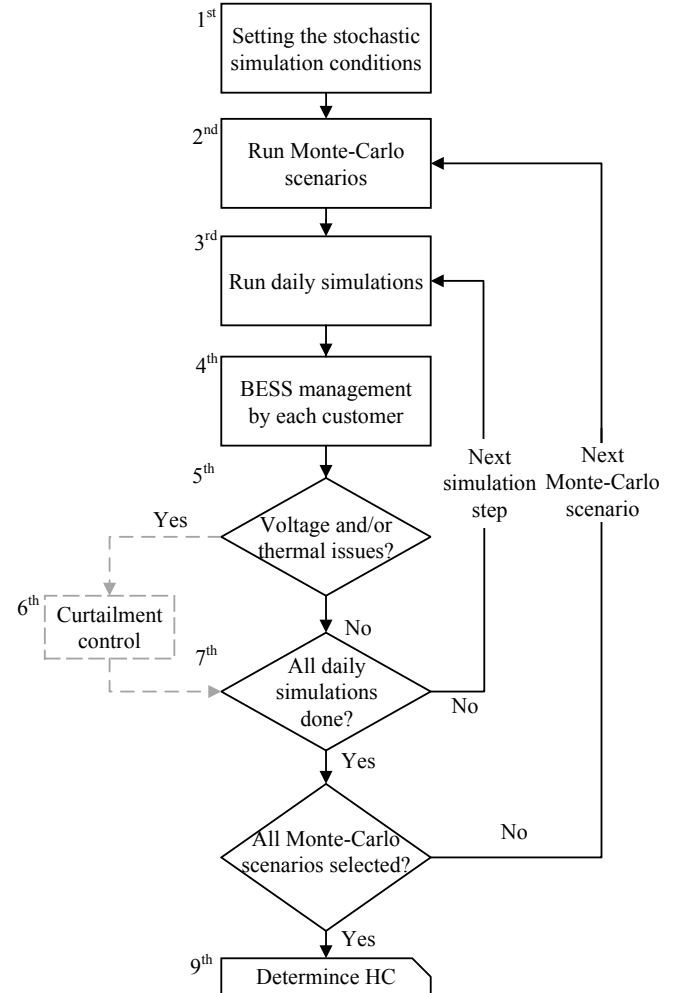 1st
Setting the stochastic
simulation conditions
2nd
Run Monte-Carlo
scenarios
3rd
Run daily simulations
4th
BESS management
by each customer
5th
Next
simulation
step
Next
Monte-Carlo
scenario
Yes
Voltage and/or
thermal issues?
6th
Curtailment
control
No
7th
All daily
simulations
done?
No
Yes
All Monte-Carlo
scenarios selected?
No
Yes
9th
Determince HC